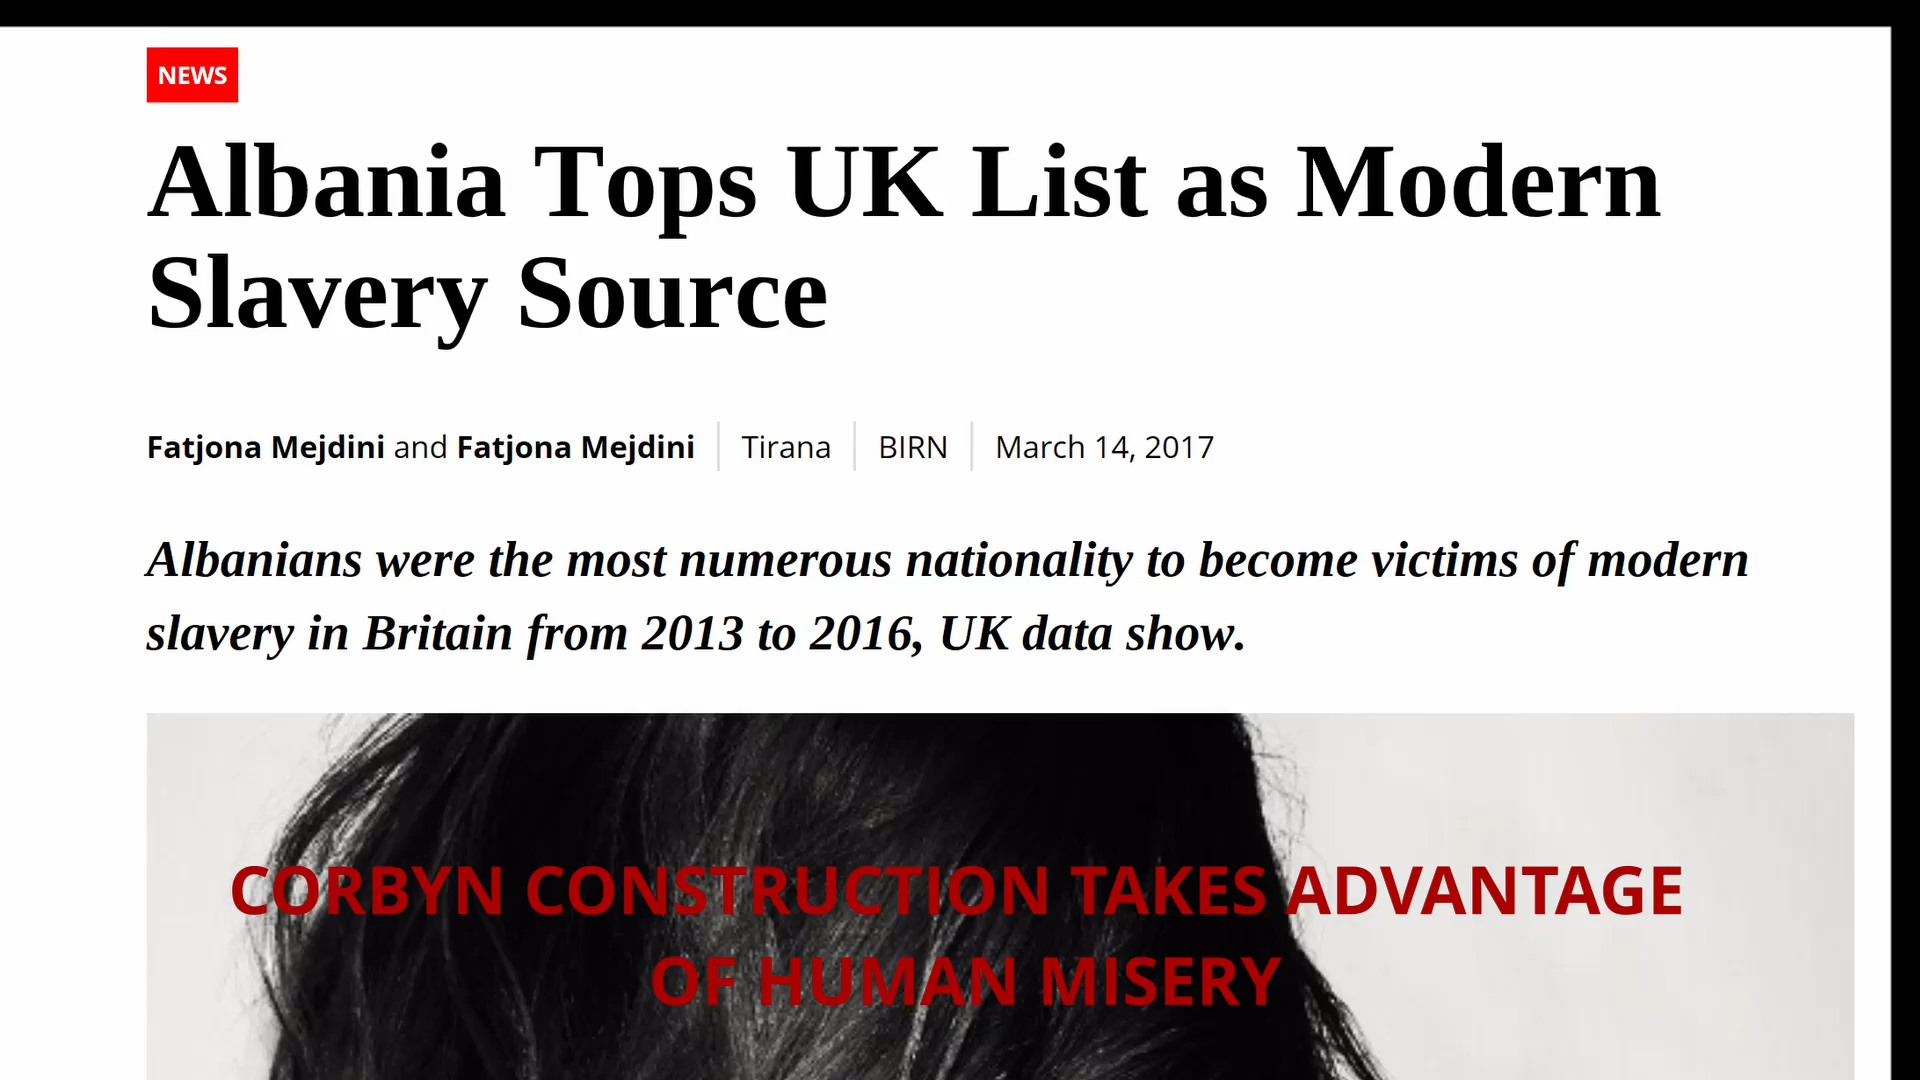 NEWS
Albania Tops UK List as Modern
Slavery Source
Fatjona Mejdini and Fatjona Mejdini | Tirana | BIRN | March 14, 2017
Albanians were the most numerous nationality to become victims of modern
slavery in Britain from 2013 to 2016, UK data show.
CORBYN CONSTRUCTION TAKES ADVANTAGE
OF HUMAN MISERY